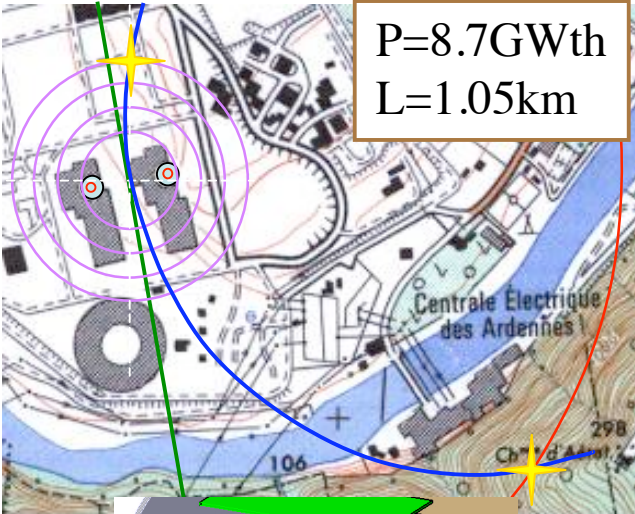 P=8.7GWth
L=1.05km
Centrale Électrique
des Ardennes
298
106